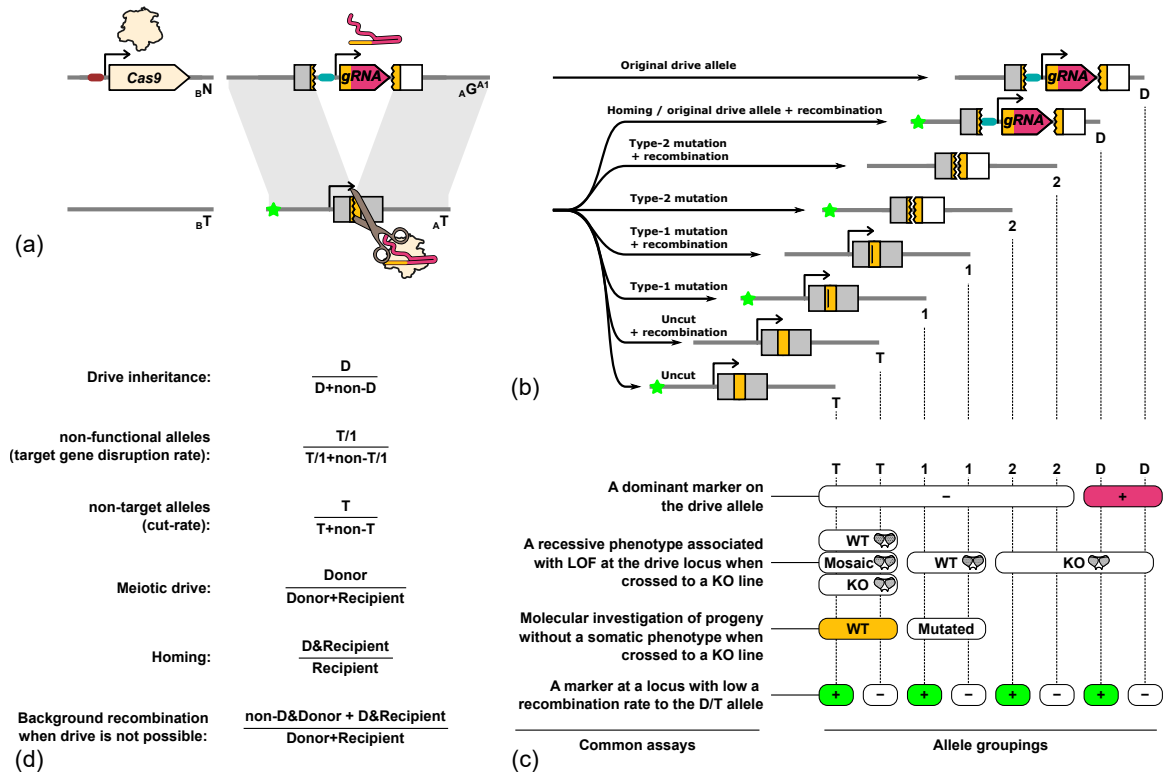 Cas9
BN
gRNA
AGA1
BT
AT
(a)
Original drive allele
gRNA
D
Homing / original drive allele + recombination
gRNA
D
Type-2 mutation
+ recombination
2
Type-2 mutation
2
Type-1 mutation
+ recombination
1
Type-1 mutation
1
Uncut
+ recombination
T
Uncut
T
(b)
T T 1 1 2 2 D D
A dominant marker on
the drive allele
– +
A recessive phenotype associated
with LOF at the drive locus when
crossed to a KO line
WT
Mosaic
KO
WT
KO
Molecular investigation of progeny
without a somatic phenotype when
crossed to a KO line
WT Mutated
A marker at a locus with low a
recombination rate to the D/T allele
+ – + – + – + –
Common assays
Allele groupings
(c)
Drive inheritance:
D
D+non-D
non-functional alleles
(target gene disruption rate):
T/1
T/1+non-T/1
non-target alleles
(cut-rate):
T
T+non-T
Meiotic drive:
Donor
Donor+Recipient
Homing:
D&Recipient
Recipient
Background recombination
when drive is not possible:
non-D&Donor + D&Recipient
Donor+Recipient
(d)